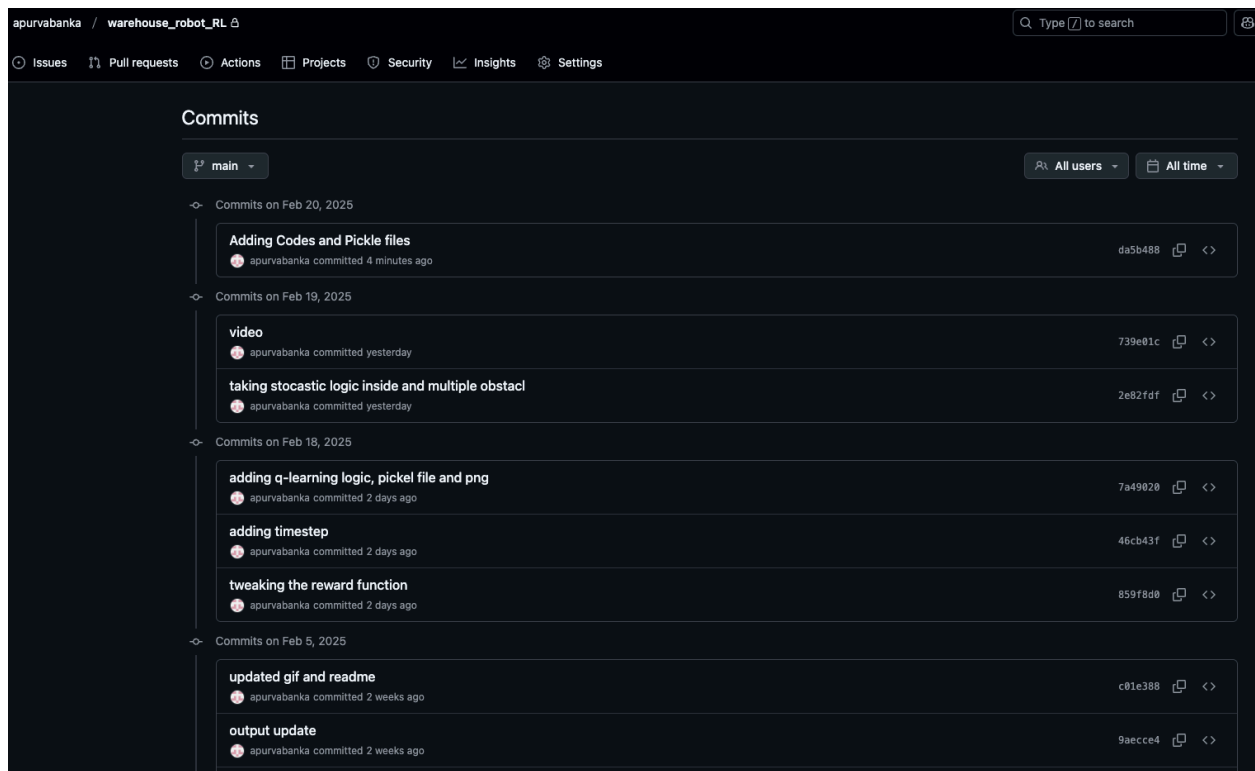 apurvabanka / warehouse_robot_RL
Type / to search
Issues Pull requests Actions Projects Security Insights Settings
Commits
main All users All time
Commits on Feb 20, 2025
Adding Codes and Pickle files
apurvabanka committed 4 minutes ago
da5b488
Commits on Feb 19, 2025
video
apurvabanka committed yesterday
739e01c
taking stocastic logic inside and multiple obstacl
apurvabanka committed yesterday
2e82fdf
Commits on Feb 18, 2025
adding q-learning logic, pickel file and png
apurvabanka committed 2 days ago
7a49020
adding timestep
apurvabanka committed 2 days ago
46cb43f
tweaking the reward function
apurvabanka committed 2 days ago
859f8d0
Commits on Feb 5, 2025
updated gif and readme
apurvabanka committed 2 weeks ago
c01e388
output update
apurvabanka committed 2 weeks ago
9aecce4